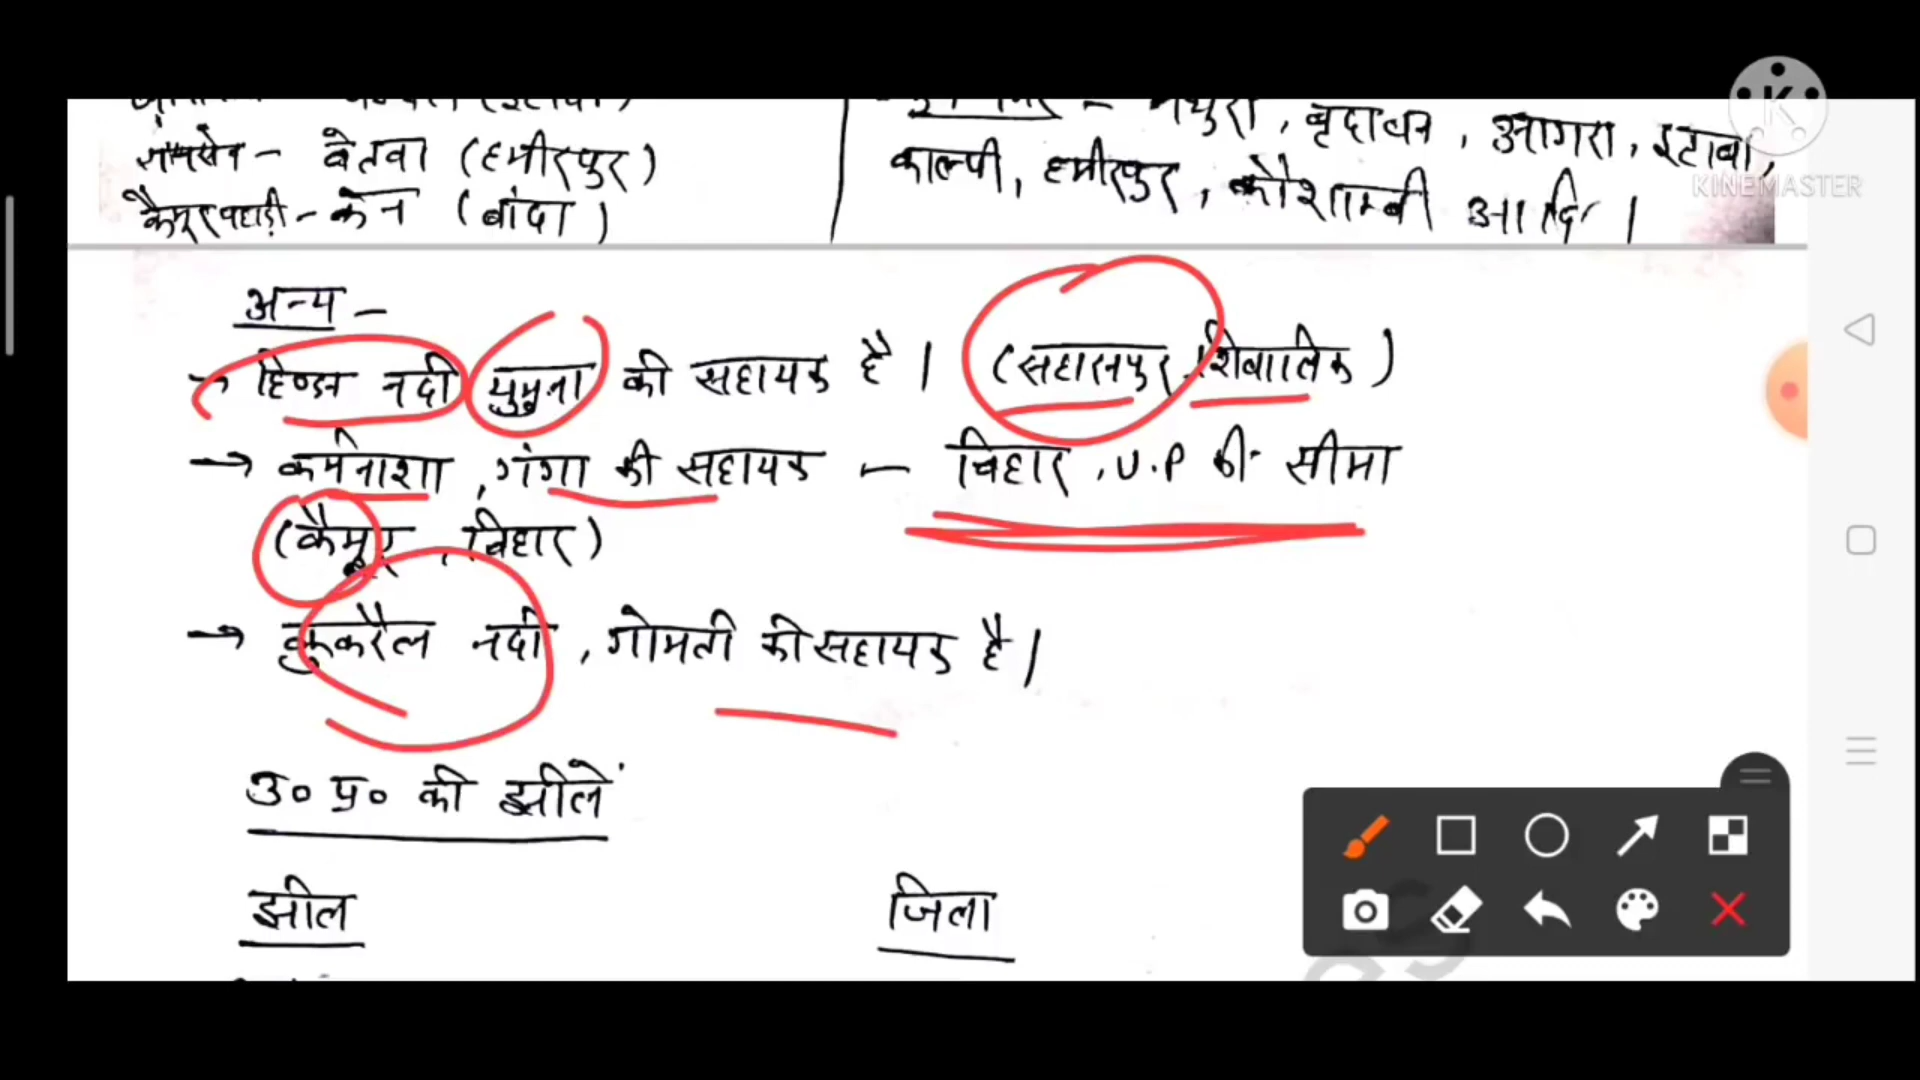 बेतवा (हमीरपुर)
कैमूर पहाड़ी - केन (बांदा)
मथुरा, वृदावन, आगरा, इटावा,
काल्पी, हमीरपुर, कौशाम्बी आदि।
KINEMASTER
अन्य -
→ हिण्डन नदी यमुना की सहायक है। (सहारनपुर, शिवालिक)
→ कर्मनाशा, गंगा की सहायक - बिहार, U.P की सीमा
(कैमूर, बिहार)
→ कुकरैल नदी, गोमती की सहायक है।
उ० प्र० की झीलें
झील जिला